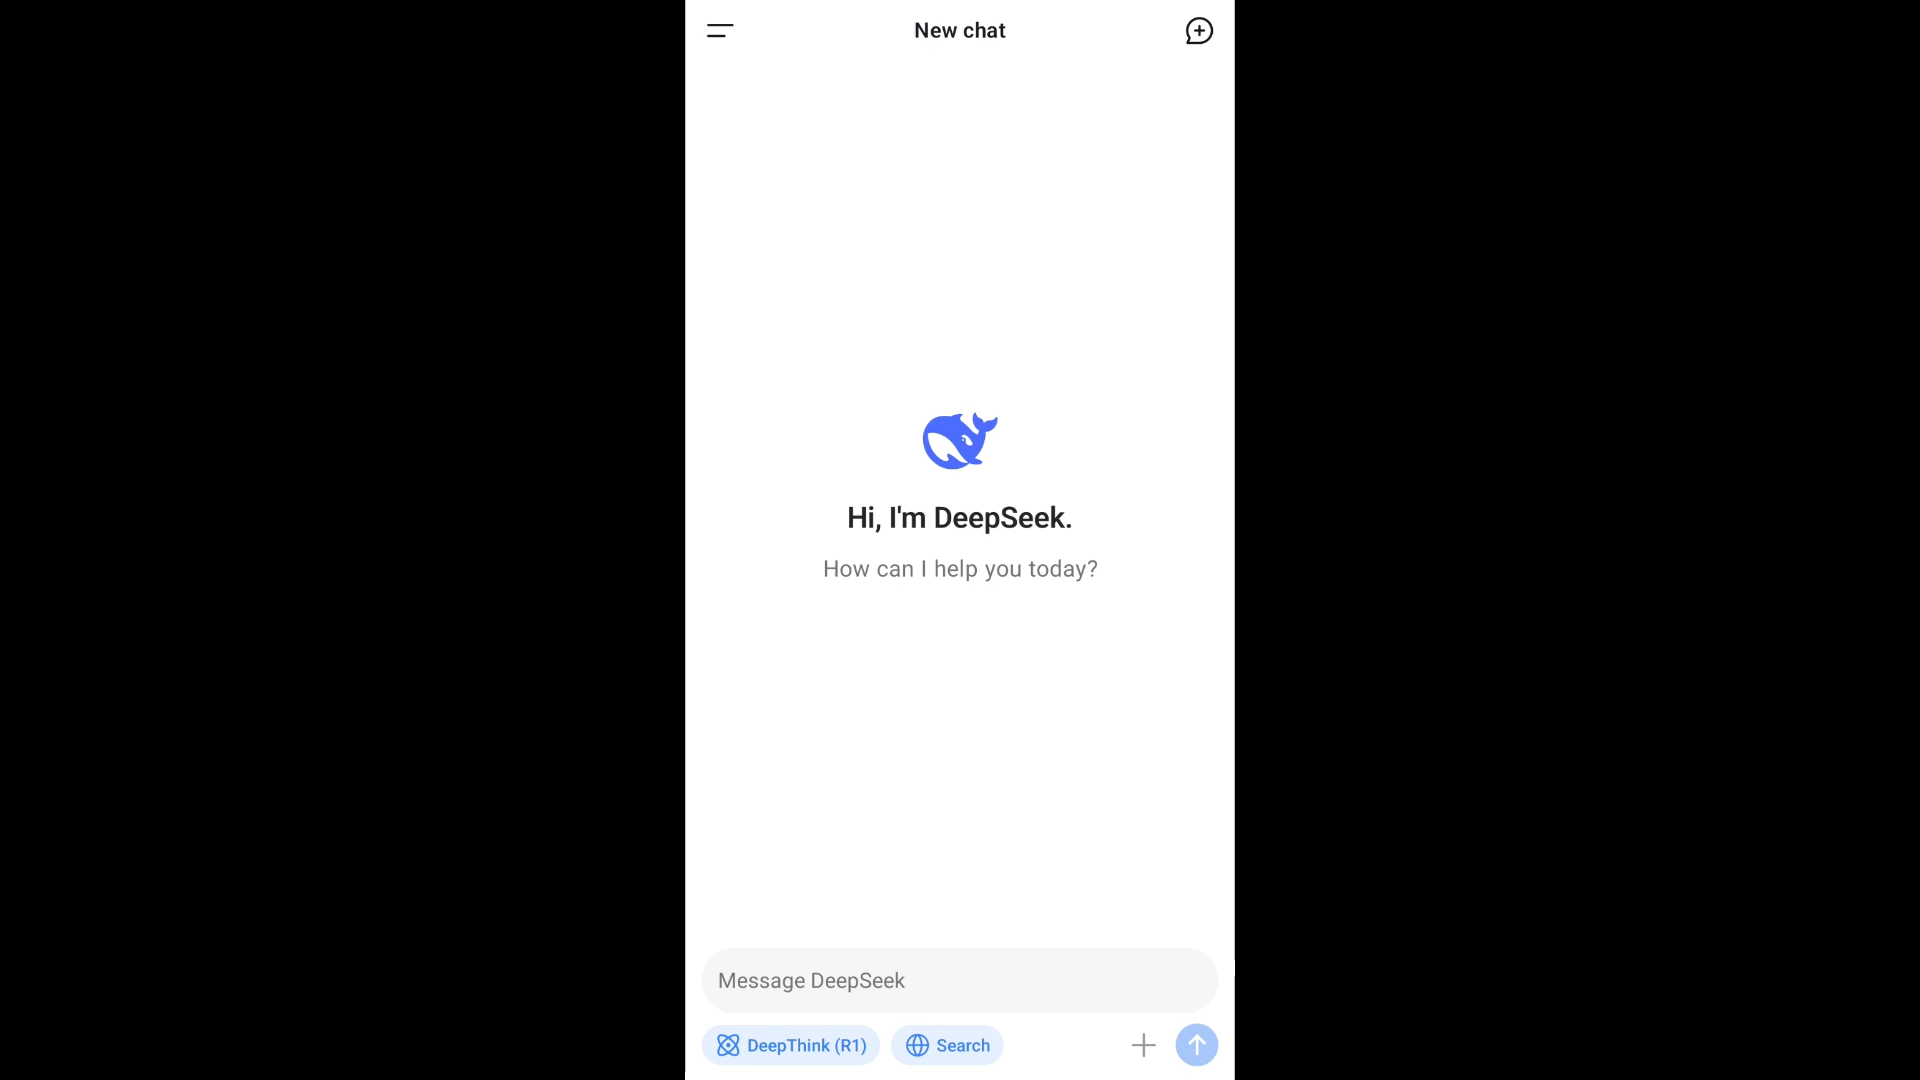 New chat
Hi, I'm DeepSeek.
How can I help you today?
Message DeepSeek
DeepThink (R1) Search